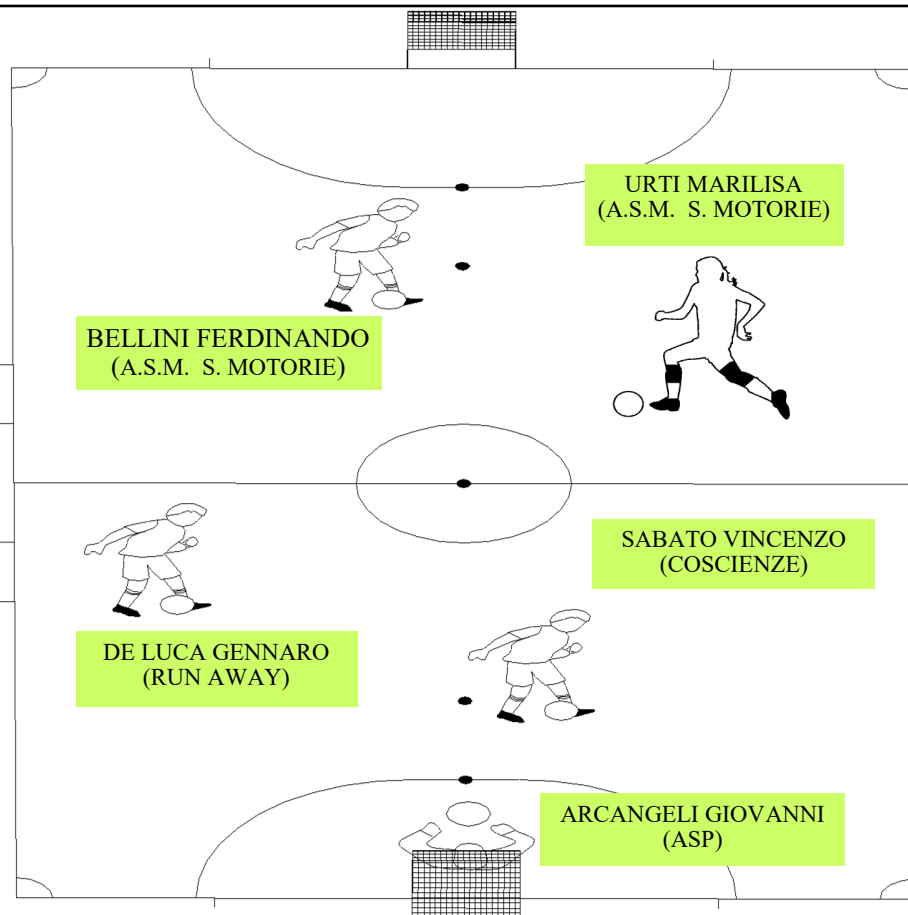 URTI MARILISA
(A.S.M. S. MOTORIE)
BELLINI FERDINANDO
(A.S.M. S. MOTORIE)
SABATO VINCENZO
(COSCIENZE)
DE LUCA GENNARO
(RUN AWAY)
ARCANGELI GIOVANNI
(ASP)